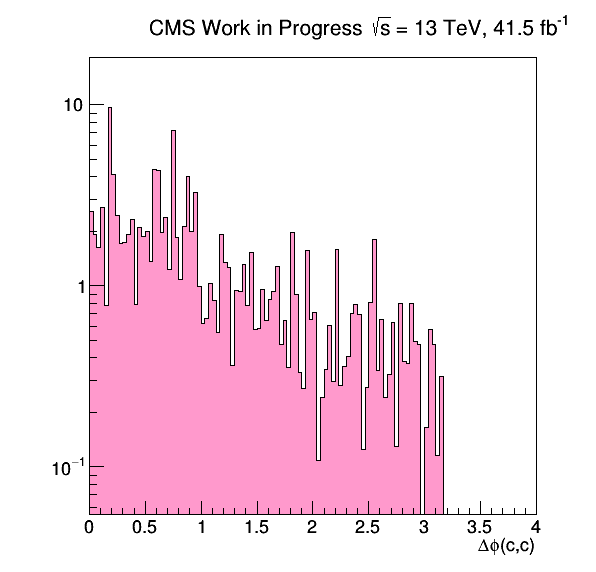 CMS Work in Progress √s = 13 TeV, 41.5 fb⁻¹
10
1
10⁻¹
0 0.5 1 1.5 2 2.5 3 3.5 4
Δϕ(c,c)